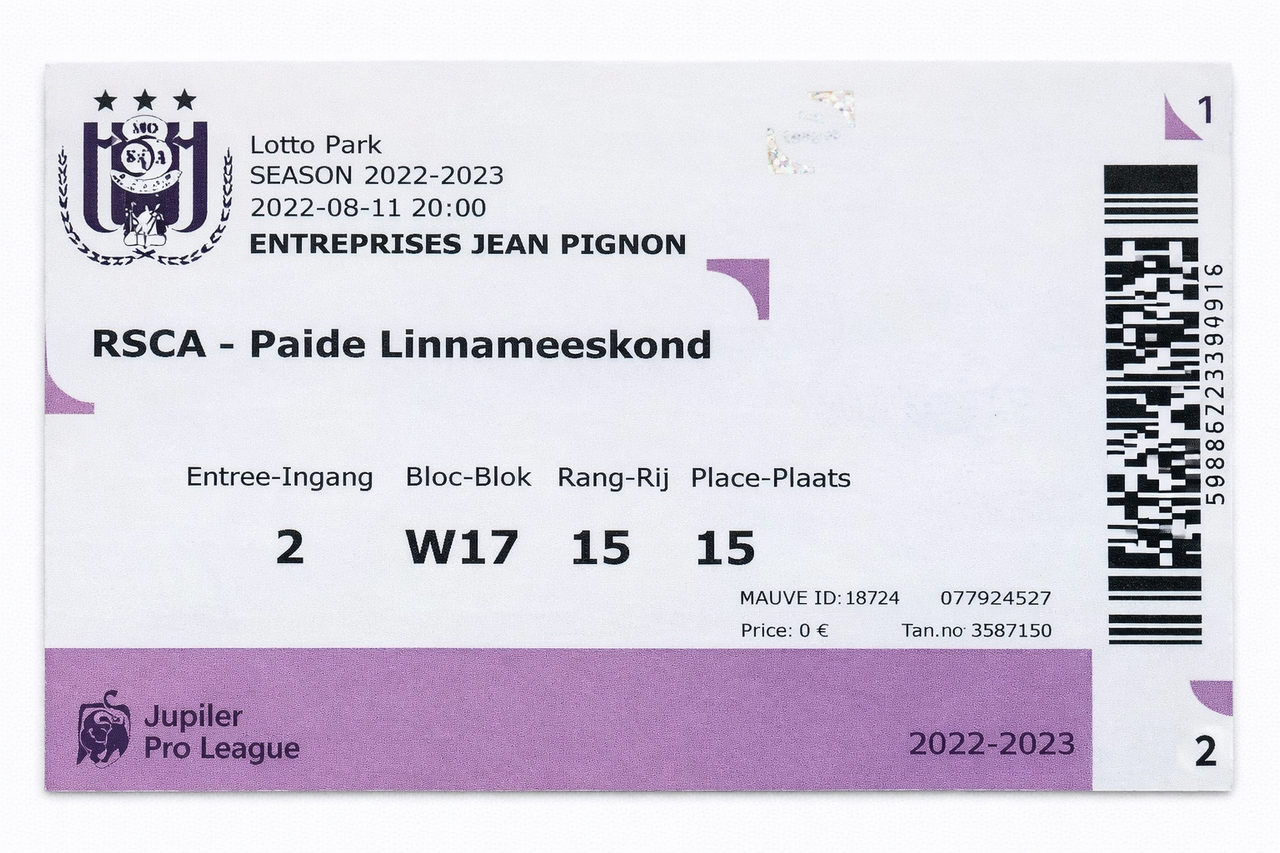 Lotto Park
SEASON 2022-2023
2022-08-11 20:00
ENTREPRISES JEAN PIGNON
RSCA - Paide Linnameeskond
Entree-Ingang Bloc-Blok Rang-Rij Place-Plaats
2 W17 15 15
MAUVE ID: 18724 077924527
Price: 0 € Tan.no 3587150
Jupiler
Pro League
2022-2023
1
598867233994916
2